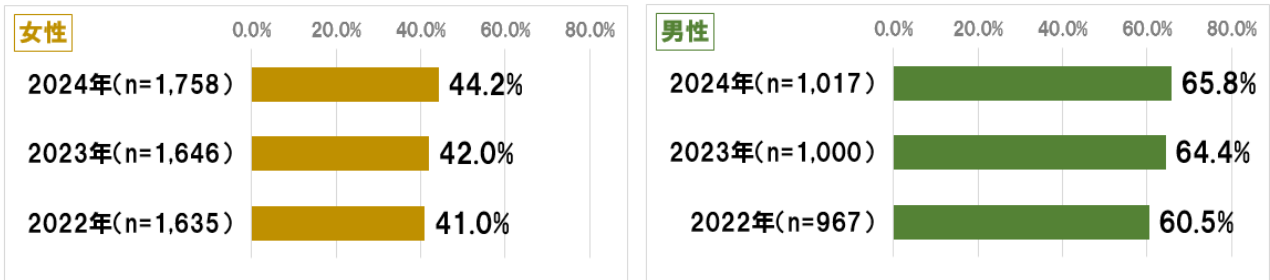 女性
0.0% 20.0% 40.0% 60.0% 80.0%
2024年(n=1,758) 44.2%
2023年(n=1,646) 42.0%
2022年(n=1,635) 41.0%
男性
0.0% 20.0% 40.0% 60.0% 80.0%
2024年(n=1,017) 65.8%
2023年(n=1,000) 64.4%
2022年(n=967) 60.5%